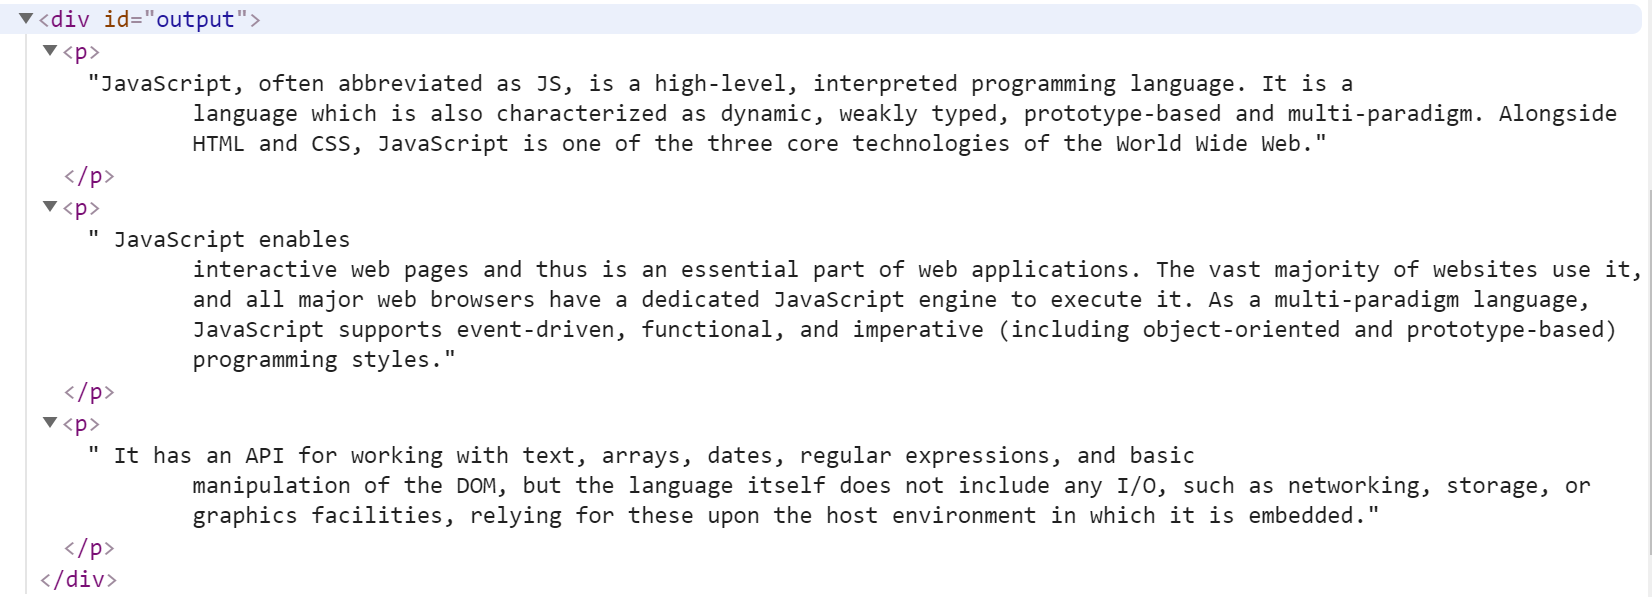 <div id="output">
<p>
"JavaScript, often abbreviated as JS, is a high-level, interpreted programming language. It is a
language which is also characterized as dynamic, weakly typed, prototype-based and multi-paradigm. Alongside
HTML and CSS, JavaScript is one of the three core technologies of the World Wide Web."
</p>
<p>
" JavaScript enables
interactive web pages and thus is an essential part of web applications. The vast majority of websites use it,
and all major web browsers have a dedicated JavaScript engine to execute it. As a multi-paradigm language,
JavaScript supports event-driven, functional, and imperative (including object-oriented and prototype-based)
programming styles."
</p>
<p>
" It has an API for working with text, arrays, dates, regular expressions, and basic
manipulation of the DOM, but the language itself does not include any I/O, such as networking, storage, or
graphics facilities, relying for these upon the host environment in which it is embedded."
</p>
</div>